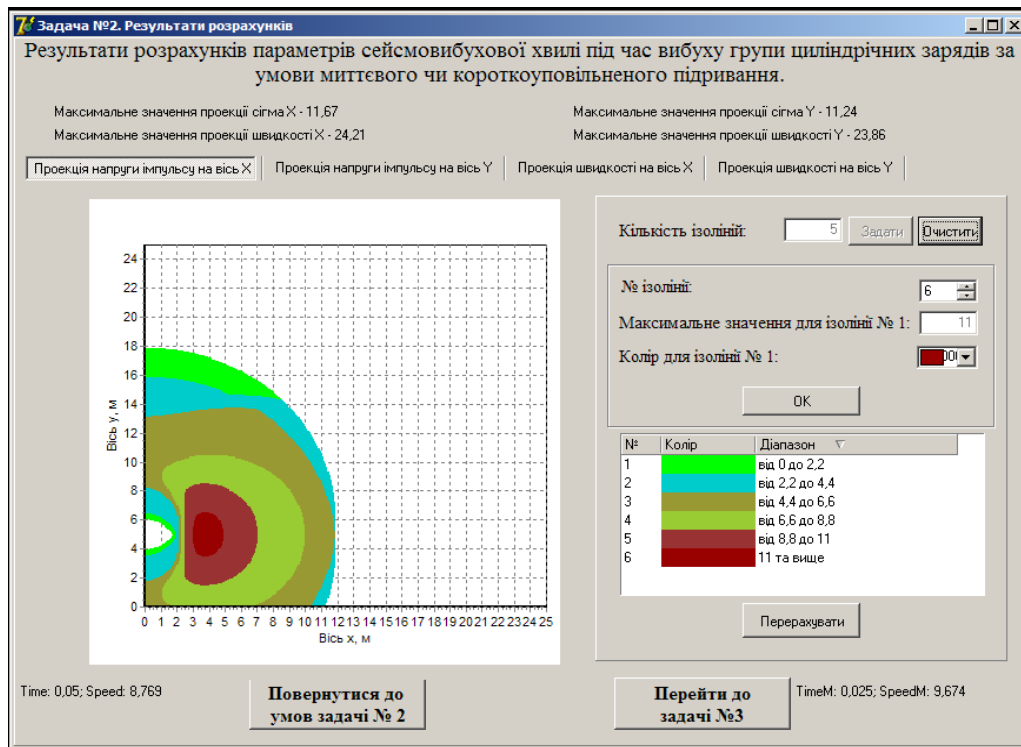 Задача №2. Результати розрахунків
Результати розрахунків параметрів сейсмовибухової хвилі під час вибуху групи циліндричних зарядів за
умови миттєвого чи короткоуповільненого підривання.
Максимальне значення проекції сігма X - 11,67
Максимальне значення проекції сігма Y - 11,24
Максимальне значення проекції швидкості X - 24,21
Максимальне значення проекції швидкості Y - 23,86
Проекція напруги імпульсу на вісь X
Проекція напруги імпульсу на вісь Y
Проекція швидкості на вісь X
Проекція швидкості на вісь Y
24
22
20
18
16
14
12
10
8
6
4
2
0
Вісь y, м
0 1 2 3 4 5 6 7 8 9 10 11 12 13 14 15 16 17 18 19 20 21 22 23 24 25
Вісь x, м
Кількість ізоліній: 5 Задати Очистити
№ ізолінії: 6
Максимальне значення для ізолінії № 1: 11
Колір для ізолінії № 1:
OK
№ Колір Діапазон
1 від 0 до 2,2
2 від 2,2 до 4,4
3 від 4,4 до 6,6
4 від 6,6 до 8,8
5 від 8,8 до 11
6 11 та вище
Перерахувати
Time: 0,05; Speed: 8,769
Повернутися до
умов задачі № 2
Перейти до
задачі №3
TimeM: 0,025; SpeedM: 9,674